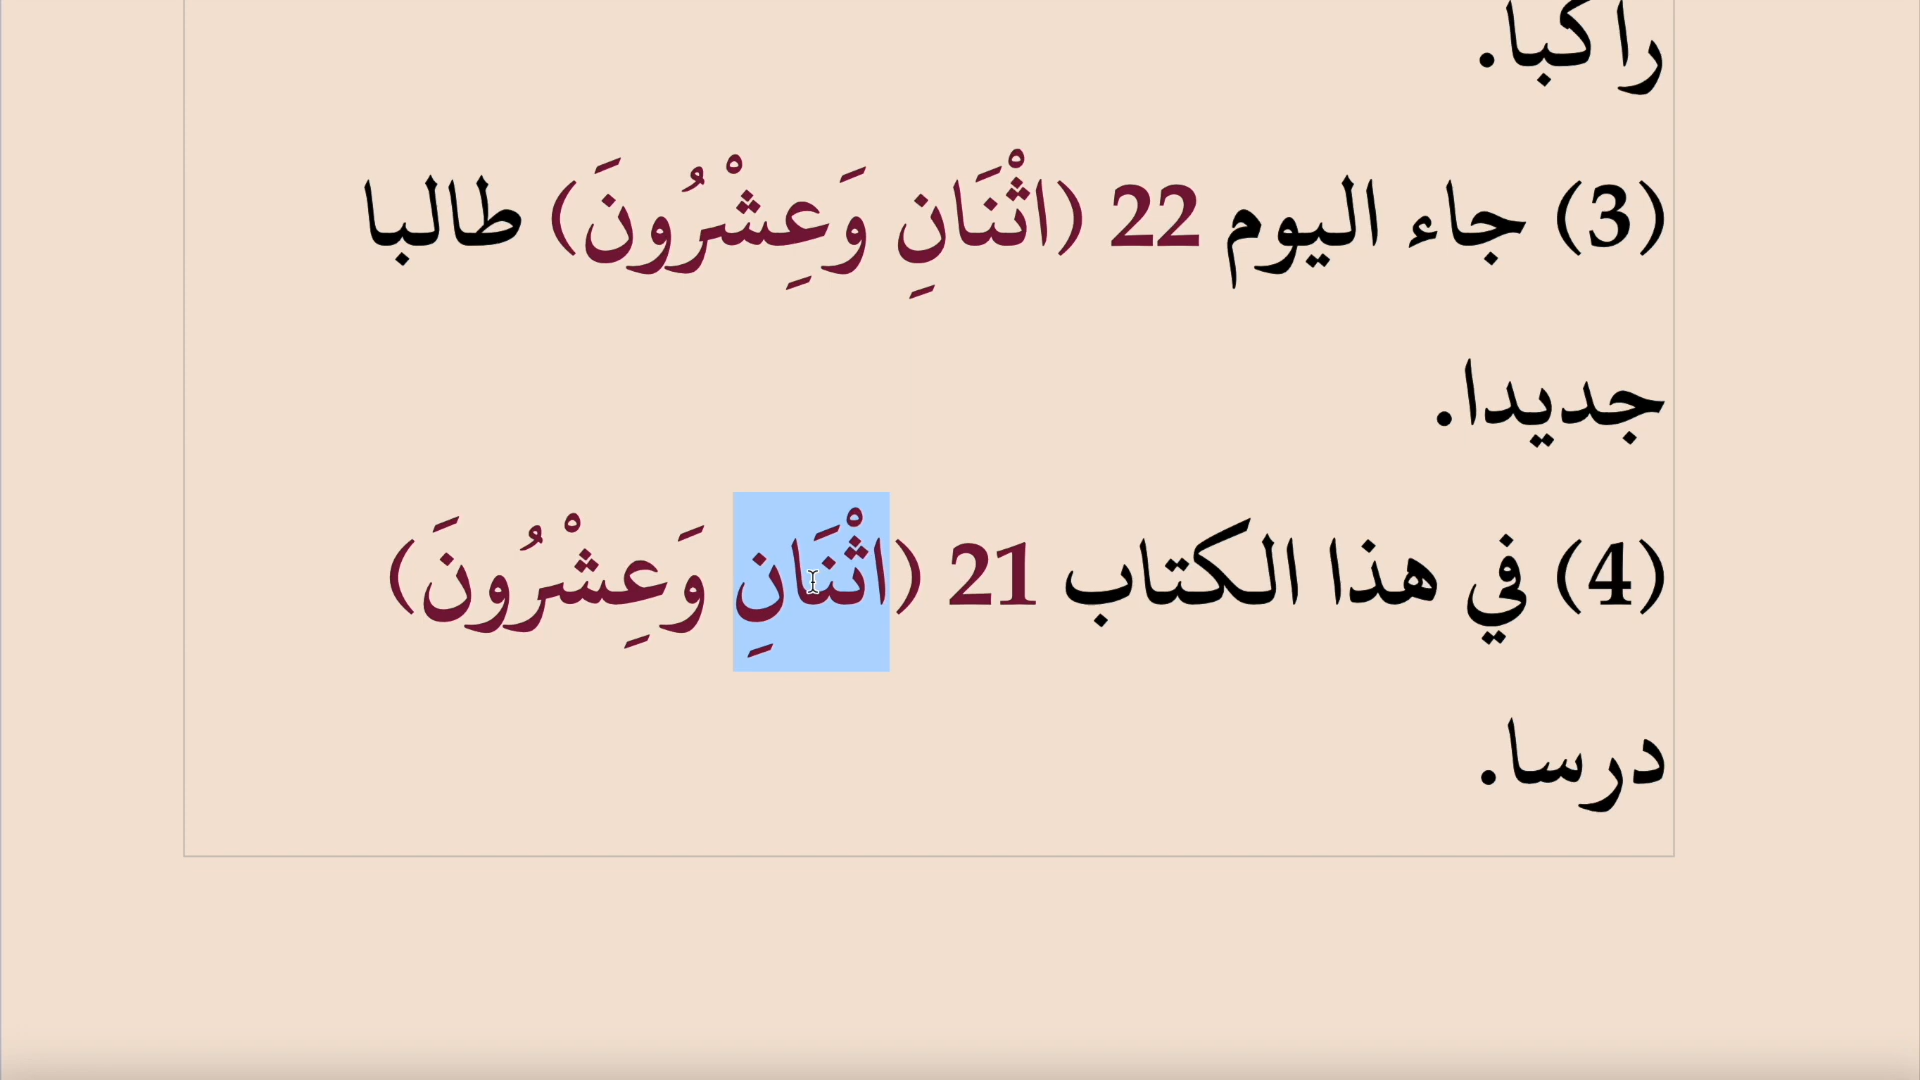 راكبا.
(3) جاء اليوم 22 (اثْنَانِ وَعِشْرُونَ) طالبا
جديدا.
(4) في هذا الكتاب 21 (اثْنَانِ وَعِشْرُونَ)
درسا.